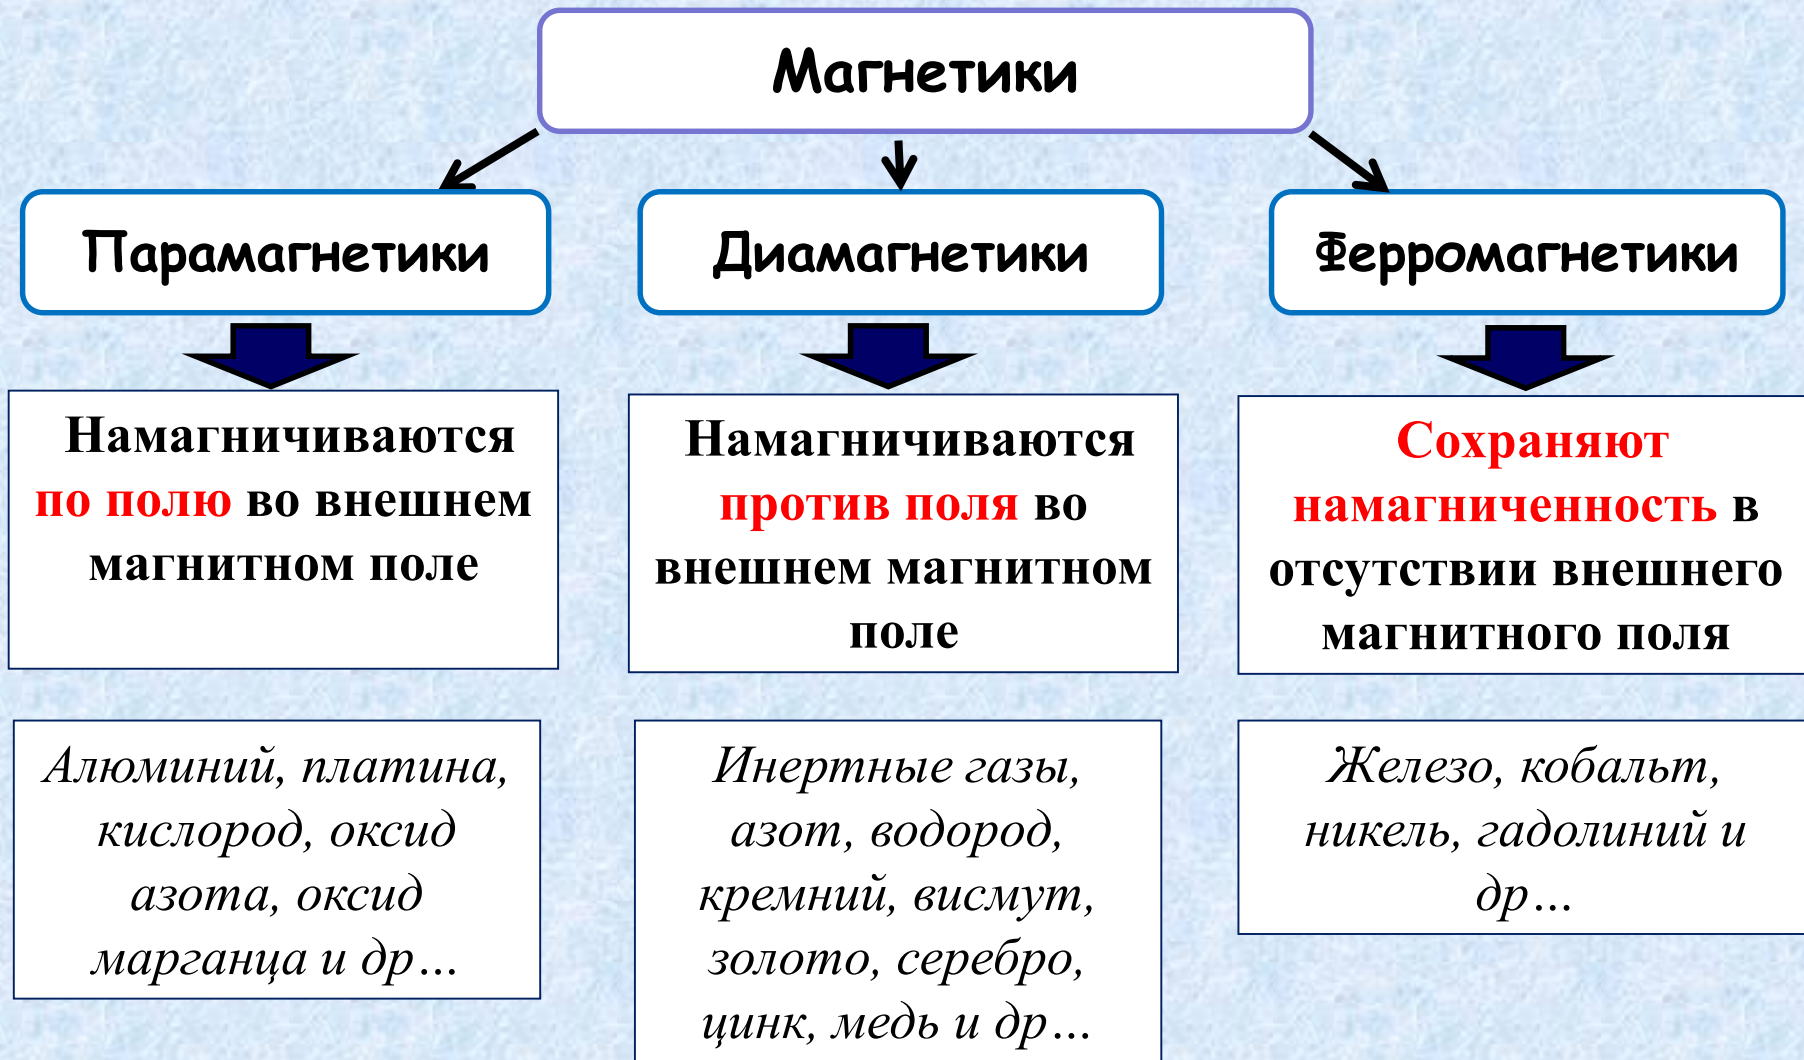 Магнетики
Парамагнетики
Диамагнетики
Ферромагнетики
Намагничиваются
по полю во внешнем
магнитном поле
Намагничиваются
против поля во
внешнем магнитном
поле
Сохраняют
намагниченность в
отсутствии внешнего
магнитного поля
Алюминий, платина,
кислород, оксид
азота, оксид
марганца и др...
Инертные газы,
азот, водород,
кремний, висмут,
золото, серебро,
цинк, медь и др...
Железо, кобальт,
никель, гадолиний и
др...